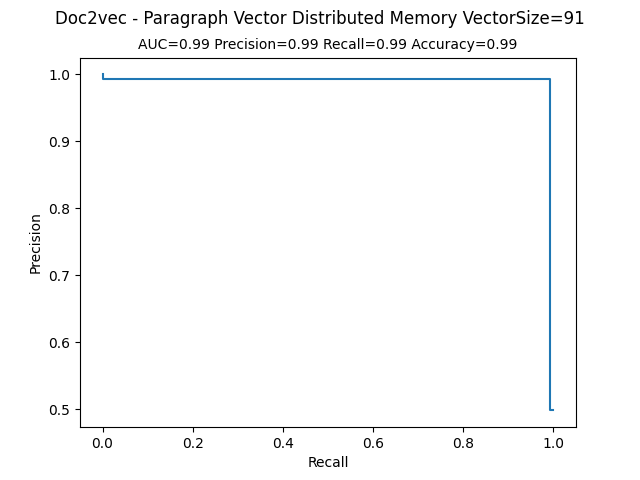 Doc2vec - Paragraph Vector Distributed Memory VectorSize=91
AUC=0.99 Precision=0.99 Recall=0.99 Accuracy=0.99
1.0
0.9
0.8
0.7
0.6
0.5
Precision
0.0 0.2 0.4 0.6 0.8 1.0
Recall